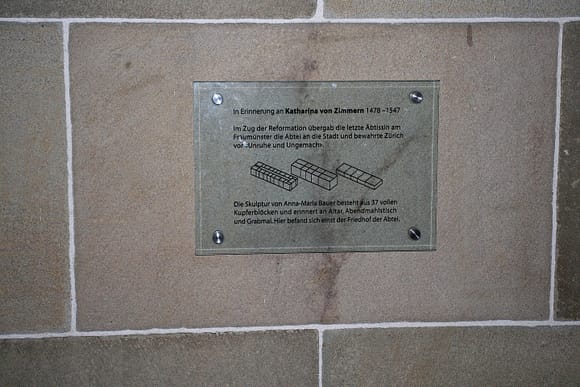 In Erinnerung an Katharina von Zimmern 1478 – 1547
Im Zug der Reformation übergab die letzte Äbtissin am
Fraumünster die Abtei an die Stadt und bewahrte Zürich
vor «Unruhe und Ungemach».
Die Skulptur von Anna-Maria Bauer besteht aus 37 vollen
Kupferblöcken und erinnert an Altar, Abendmahlstisch
und Grabmal. Hier befand sich einst der Friedhof der Abtei.